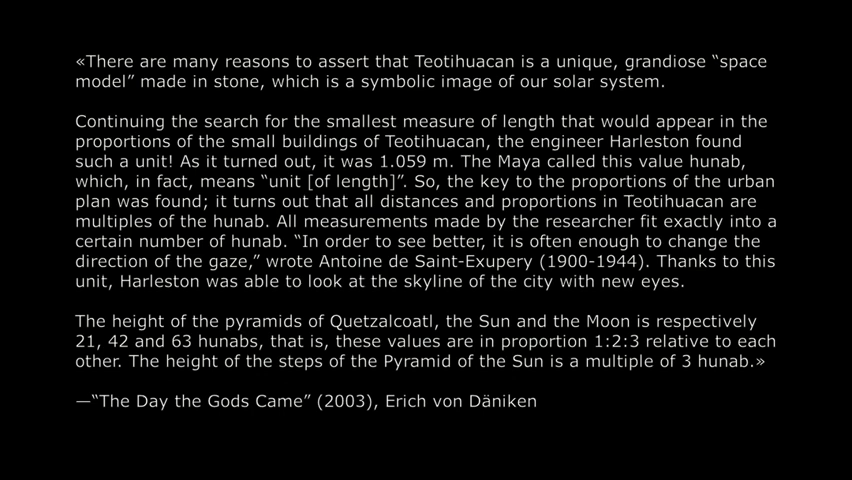 «There are many reasons to assert that Teotihuacan is a unique, grandiose “space
model” made in stone, which is a symbolic image of our solar system.
Continuing the search for the smallest measure of length that would appear in the
proportions of the small buildings of Teotihuacan, the engineer Harleston found
such a unit! As it turned out, it was 1.059 m. The Maya called this value hunab,
which, in fact, means “unit [of length]”. So, the key to the proportions of the urban
plan was found; it turns out that all distances and proportions in Teotihuacan are
multiples of the hunab. All measurements made by the researcher fit exactly into a
certain number of hunab. “In order to see better, it is often enough to change the
direction of the gaze,” wrote Antoine de Saint-Exupery (1900-1944). Thanks to this
unit, Harleston was able to look at the skyline of the city with new eyes.
The height of the pyramids of Quetzalcoatl, the Sun and the Moon is respectively
21, 42 and 63 hunabs, that is, these values are in proportion 1:2:3 relative to each
other. The height of the steps of the Pyramid of the Sun is a multiple of 3 hunab.»
—“The Day the Gods Came” (2003), Erich von Däniken